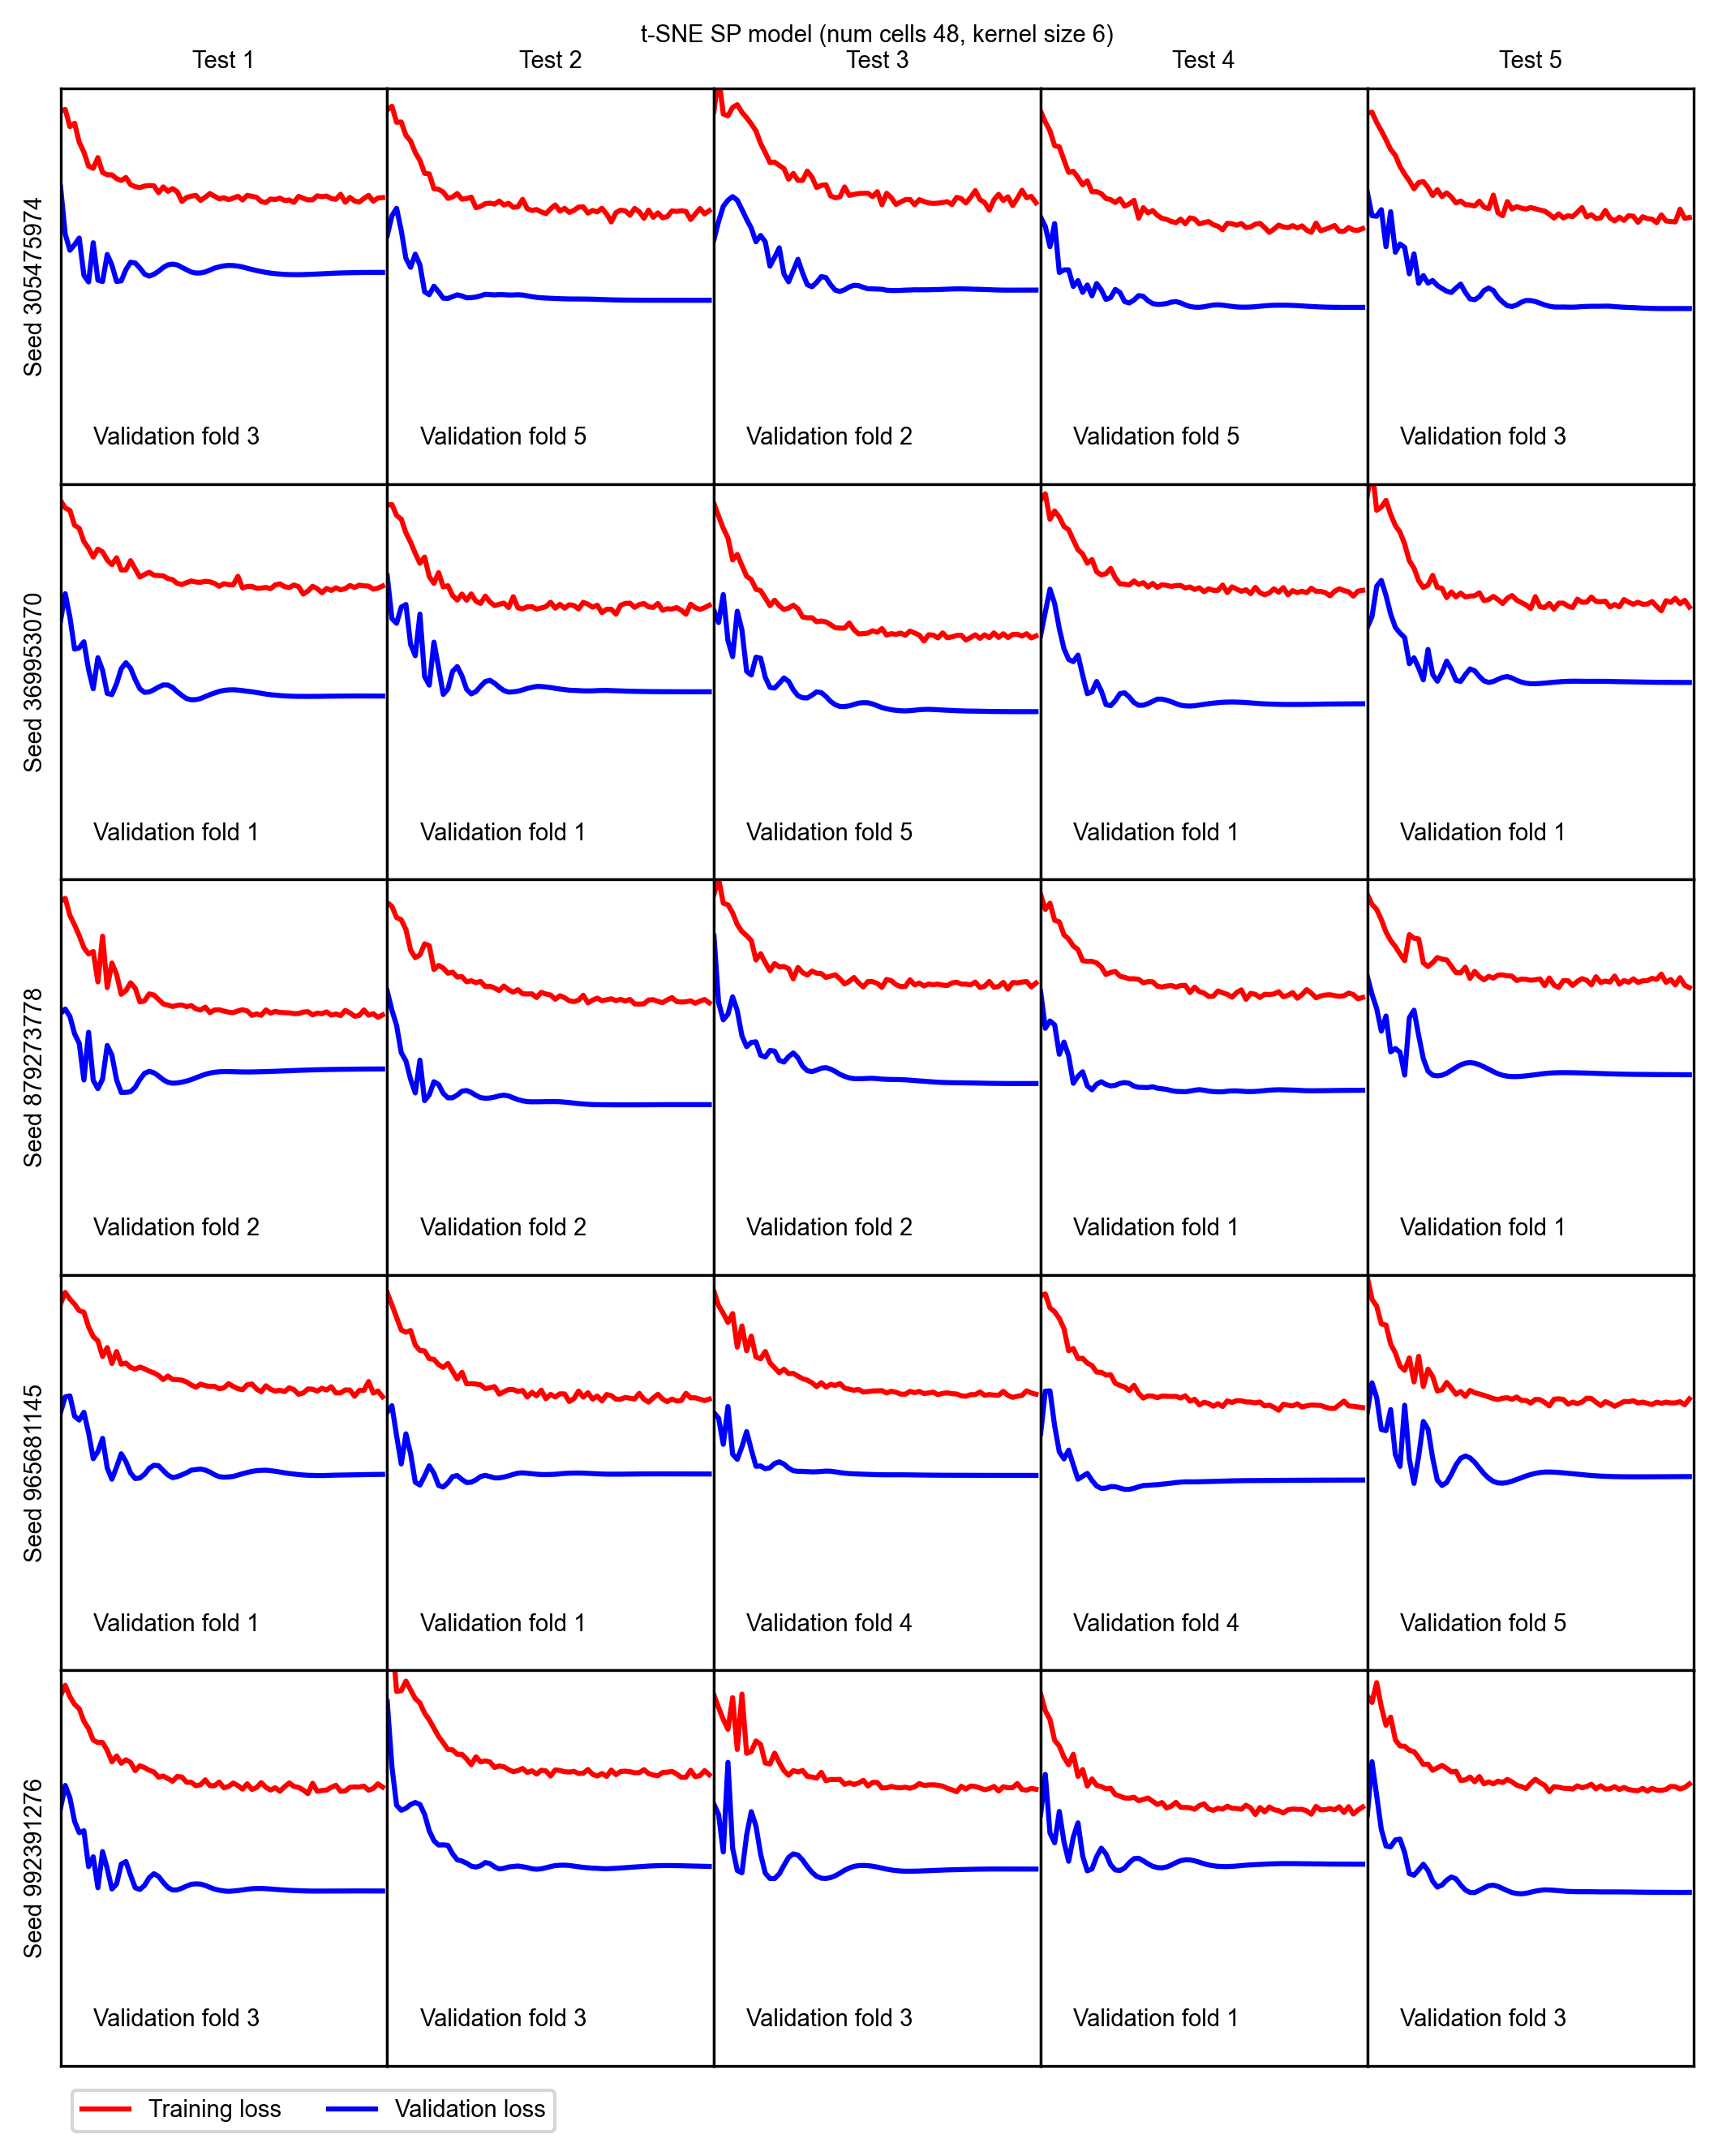 t-SNE SP model (num cells 48, kernel size 6)
Test 1 Test 2 Test 3 Test 4 Test 5
Seed 3054775974
Validation fold 3 Validation fold 5 Validation fold 2 Validation fold 5 Validation fold 3
Seed 369953070
Validation fold 1 Validation fold 1 Validation fold 5 Validation fold 1 Validation fold 1
Seed 879273778
Validation fold 2 Validation fold 2 Validation fold 2 Validation fold 1 Validation fold 1
Seed 965681145
Validation fold 1 Validation fold 1 Validation fold 4 Validation fold 4 Validation fold 5
Seed 992391276
Validation fold 3 Validation fold 3 Validation fold 3 Validation fold 1 Validation fold 3
Training loss Validation loss